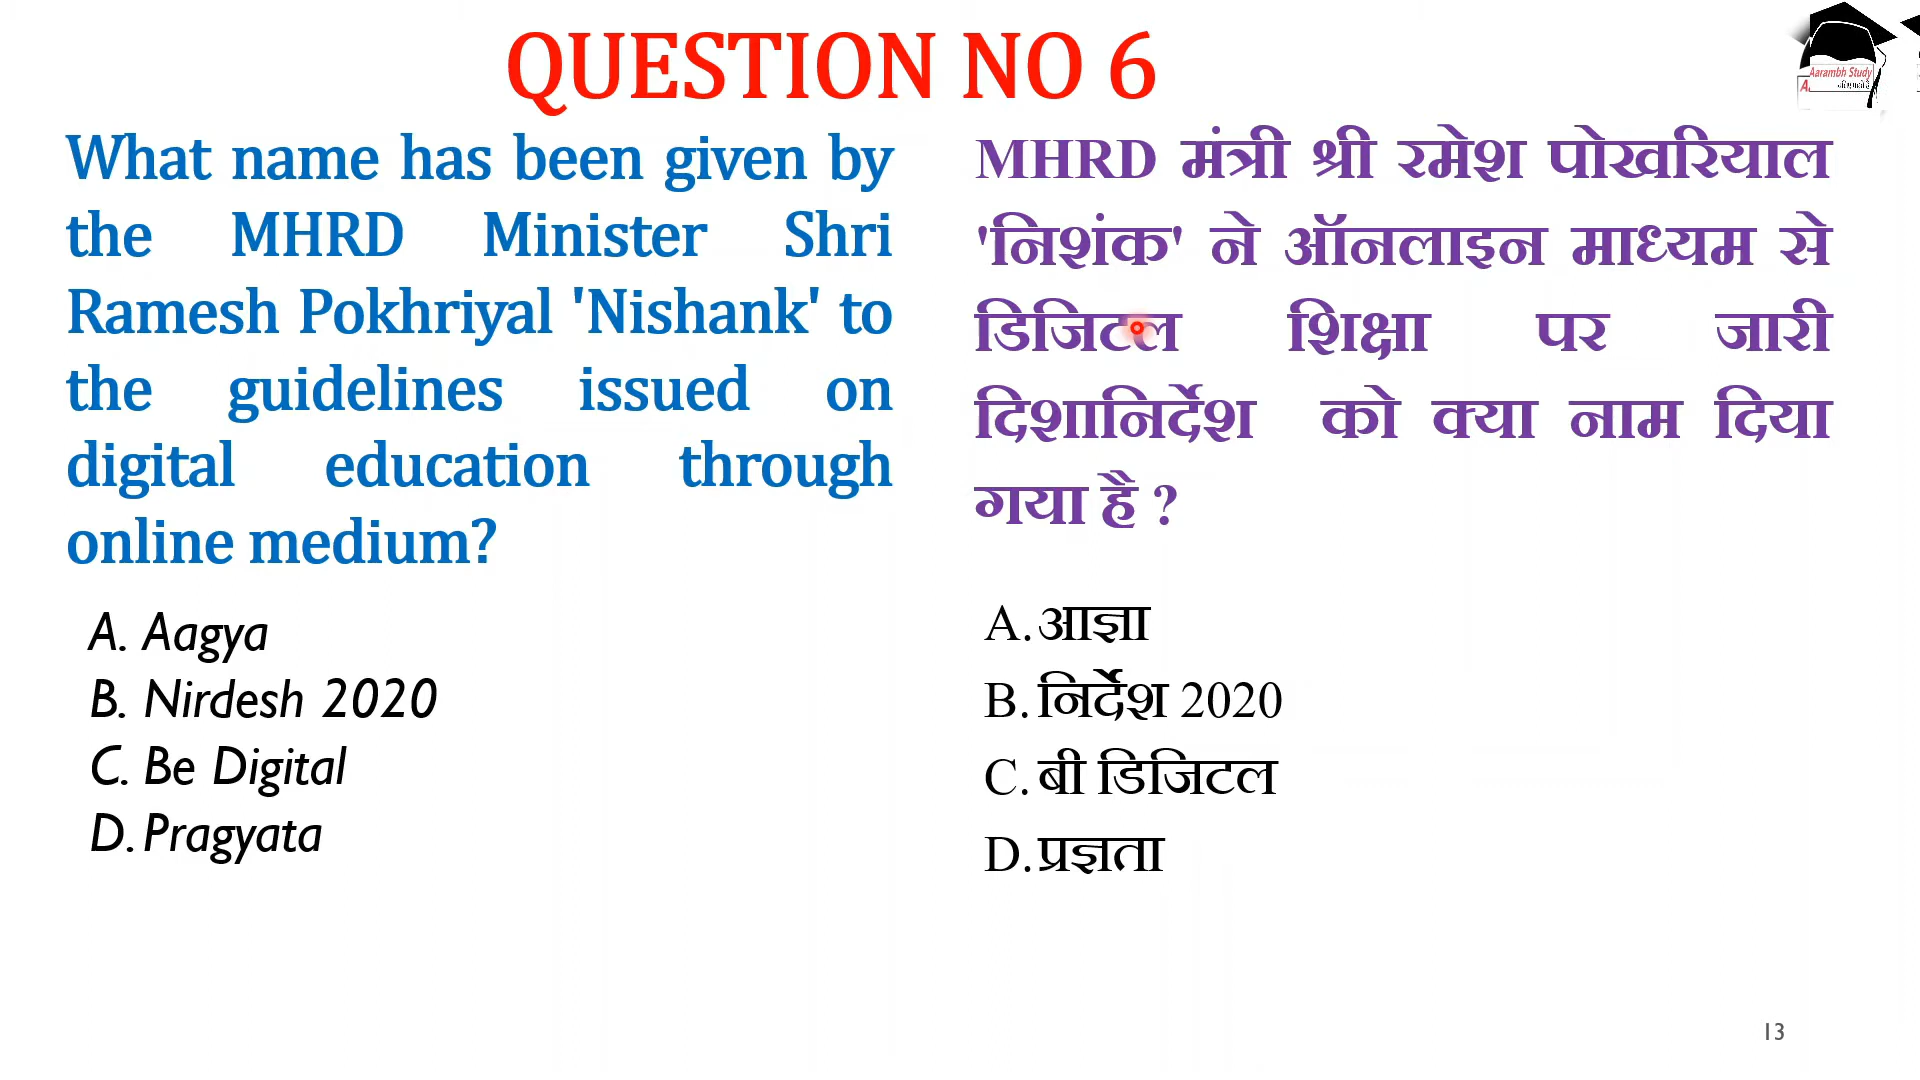 QUESTION NO 6
Aarambh Study
What name has been given by
the MHRD Minister Shri
Ramesh Pokhriyal 'Nishank' to
the guidelines issued on
digital education through
online medium?
A. Aagya
B. Nirdesh 2020
C. Be Digital
D. Pragyata
MHRD मंत्री श्री रमेश पोखरियाल
'निशंक' ने ऑनलाइन माध्यम से
डिजिटल शिक्षा पर जारी
दिशानिर्देश को क्या नाम दिया
गया है ?
A. आज्ञा
B. निर्देश 2020
C. बी डिजिटल
D. प्रज्ञता
13